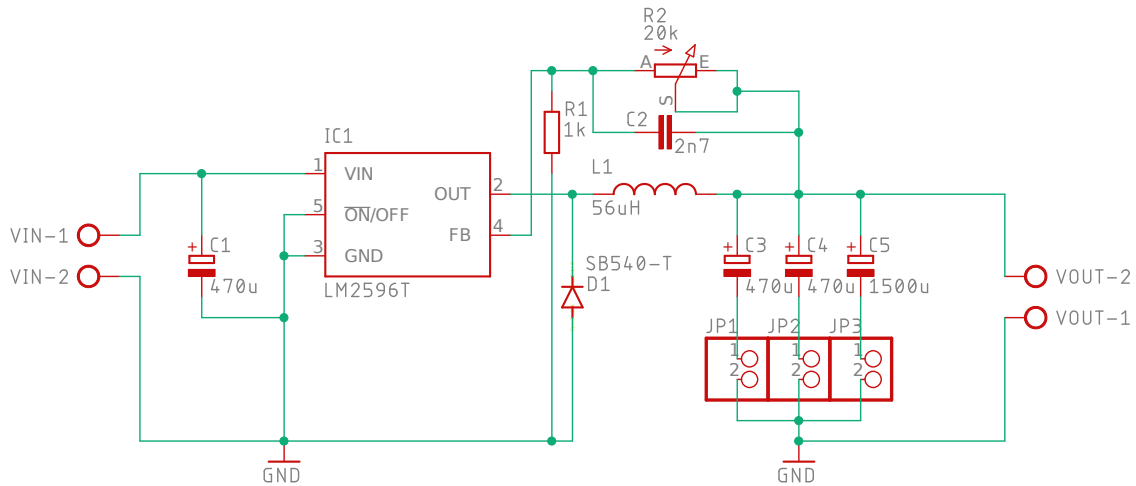 R2
20k
A
E
S
R1
1k
C2
2n7
IC1
1
VIN
5
ON/OFF
3
GND
OUT
2
FB
4
LM2596T
L1
56uH
VIN-1
VIN-2
+
C1
470u
SB540-T
D1
+
C3
470u
+
C4
470u
+
C5
1500u
VOUT-2
VOUT-1
JP1
1
2
JP2
1
2
JP3
1
2
GND
GND